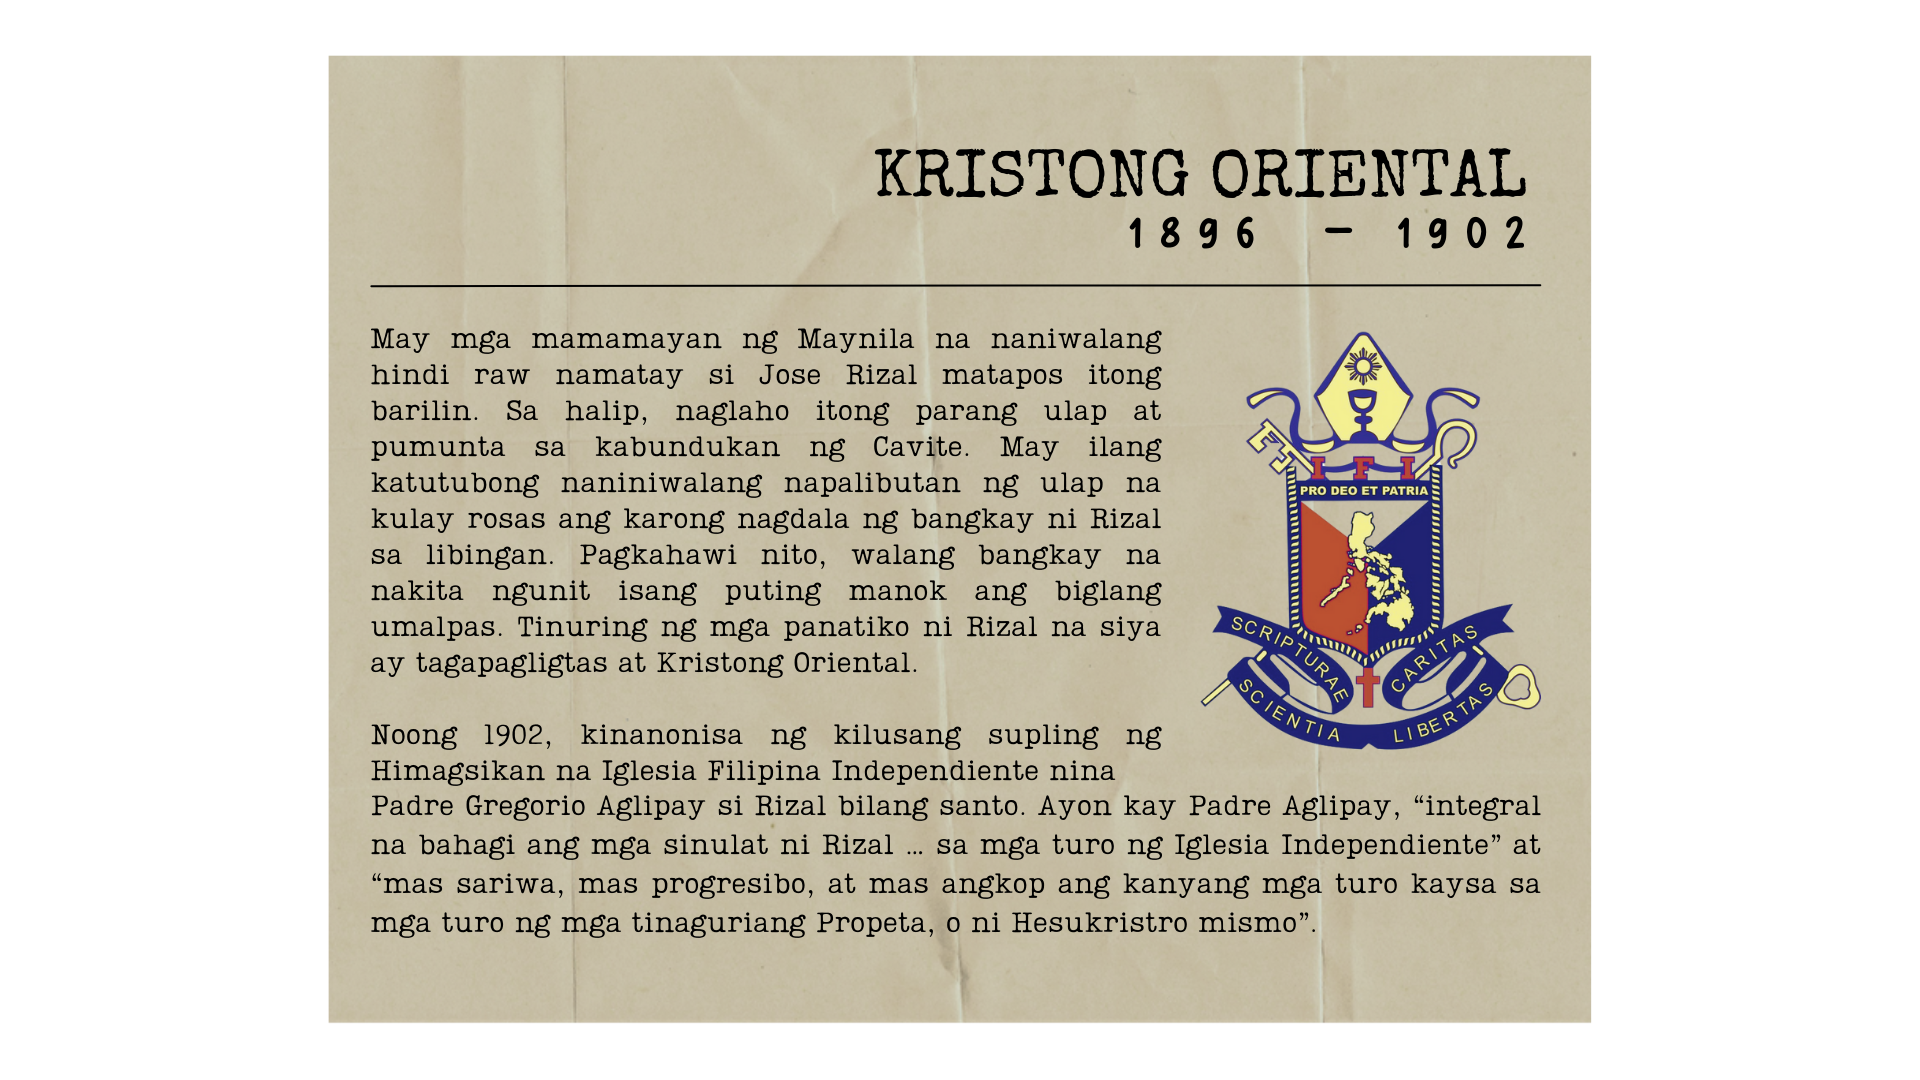 KRISTONG ORIENTAL
1896 – 1902
May mga mamamayan ng Maynila na naniwalang
hindi raw namatay si Jose Rizal matapos itong
barilin. Sa halip, naglaho itong parang ulap at
pumunta sa kabundukan ng Cavite. May ilang
katutubong naniniwalang napalibutan ng ulap na
kulay rosas ang karong nagdala ng bangkay ni Rizal
sa libingan. Pagkahawi nito, walang bangkay na
nakita ngunit isang puting manok ang biglang
umalpas. Tinuring ng mga panatiko ni Rizal na siya
ay tagapagligtas at Kristong Oriental.
Noong 1902, kinanonisa ng kilusang supling ng
Himagsikan na Iglesia Filipina Independiente nina
Padre Gregorio Aglipay si Rizal bilang santo. Ayon kay Padre Aglipay, “integral
na bahagi ang mga sinulat ni Rizal ... sa mga turo ng Iglesia Independiente” at
“mas sariwa, mas progresibo, at mas angkop ang kanyang mga turo kaysa sa
mga turo ng mga tinaguriang Propeta, o ni Hesukristro mismo”.
I F I
PRO DEO ET PATRIA
SCRIPTURAE CARITAS
SCIENTIA LIBERTAS